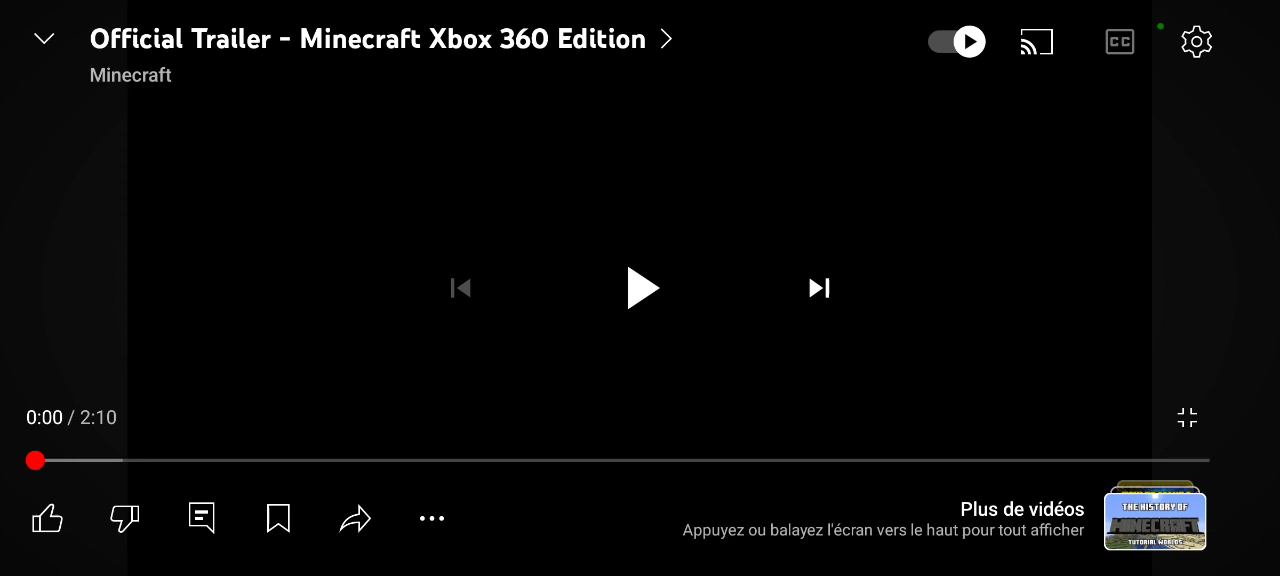 Official Trailer - Minecraft Xbox 360 Edition
Minecraft
CC
0:00 / 2:10
Plus de vidéos
Appuyez ou balayez l'écran vers le haut pour tout afficher
THE HISTORY OF
MINECRAFT
TUTORIAL WORLDS